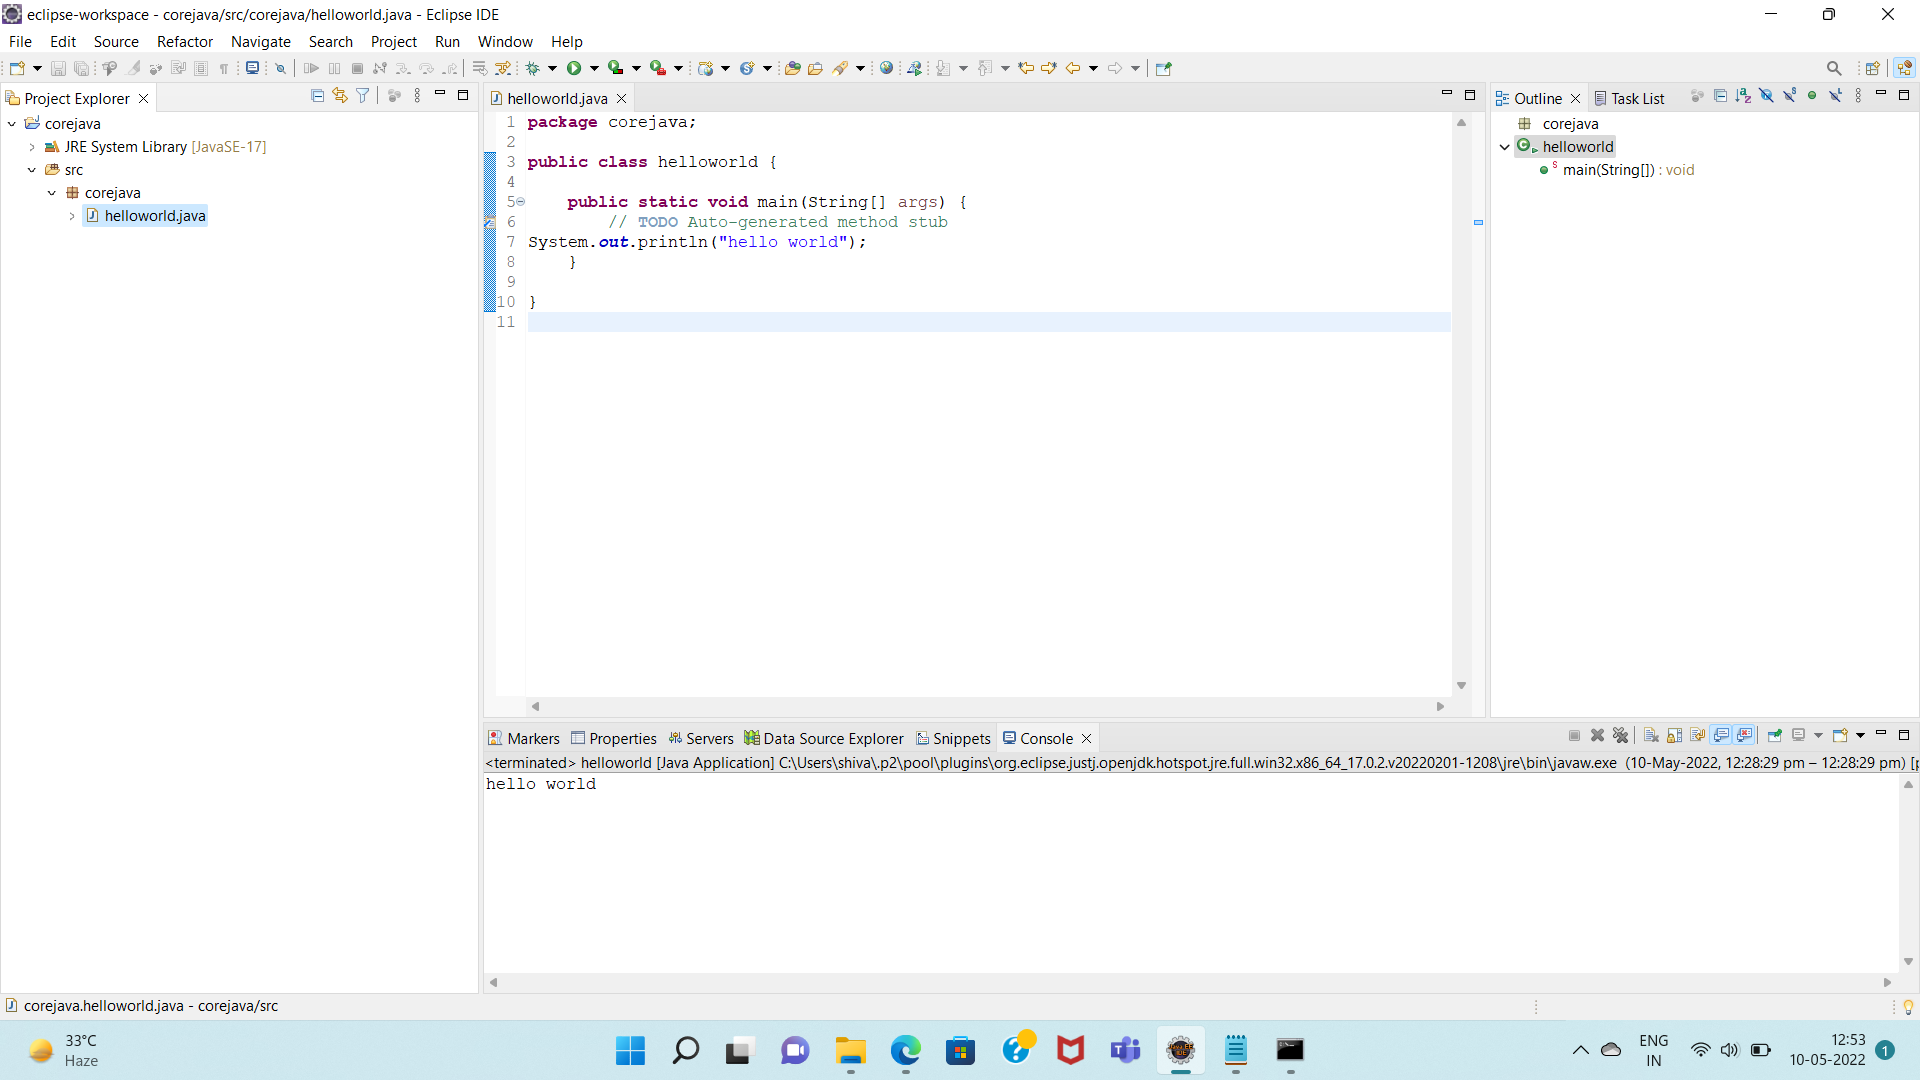 eclipse-workspace - corejava/src/corejava/helloworld.java - Eclipse IDE
File Edit Source Refactor Navigate Search Project Run Window Help
Project Explorer
corejava
JRE System Library [JavaSE-17]
src
corejava
helloworld.java
helloworld.java
1 package corejava;
2
3 public class helloworld {
4
5 public static void main(String[] args) {
6 // TODO Auto-generated method stub
7 System.out.println("hello world");
8 }
9
10 }
11
Outline Task List
corejava
helloworld
main(String[]) : void
Markers Properties Servers Data Source Explorer Snippets Console
<terminated> helloworld [Java Application] C:\Users\shiva\.p2\pool\plugins\org.eclipse.justj.openjdk.hotspot.jre.full.win32.x86_64_17.0.2.v20220201-1208\jre\bin\javaw.exe (10-May-2022, 12:28:29 pm – 12:28:29 pm) [p
hello world
corejava.helloworld.java - corejava/src
33°C
Haze
ENG
IN
12:53
10-05-2022
1